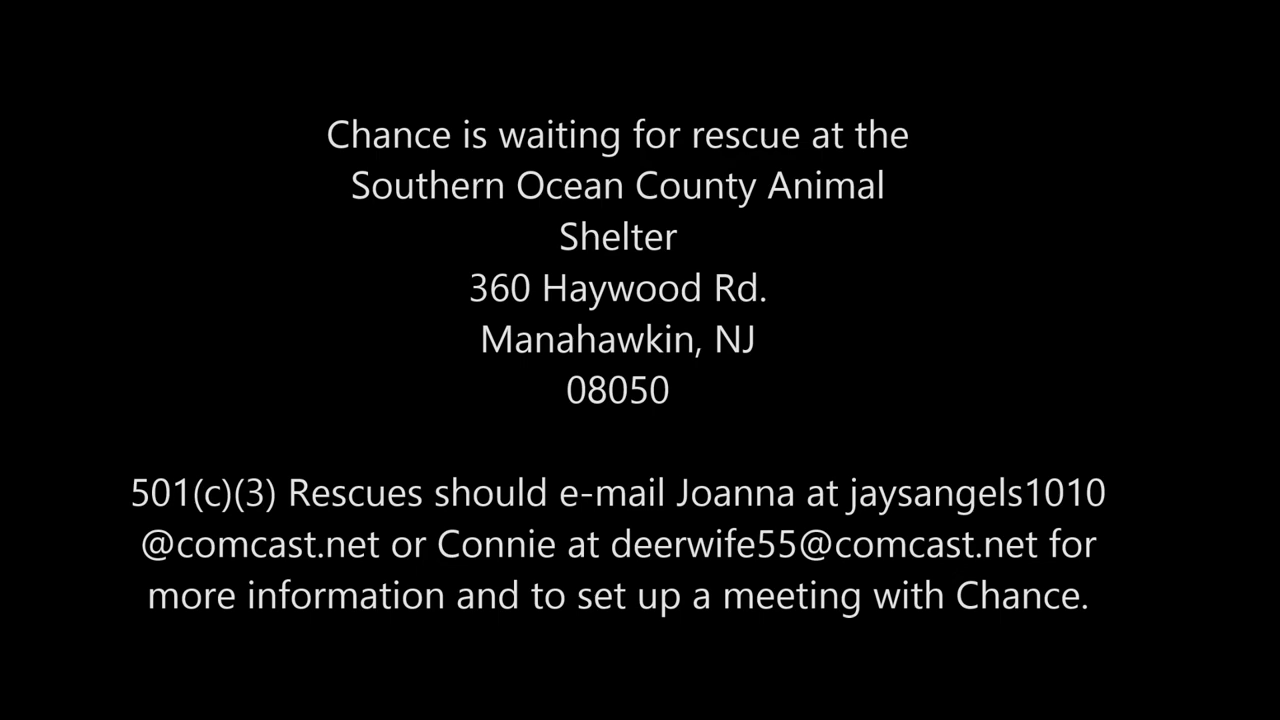 Chance is waiting for rescue at the
Southern Ocean County Animal
Shelter
360 Haywood Rd.
Manahawkin, NJ
08050
501(c)(3) Rescues should e-mail Joanna at jaysangels1010
@comcast.net or Connie at deerwife55@comcast.net for
more information and to set up a meeting with Chance.